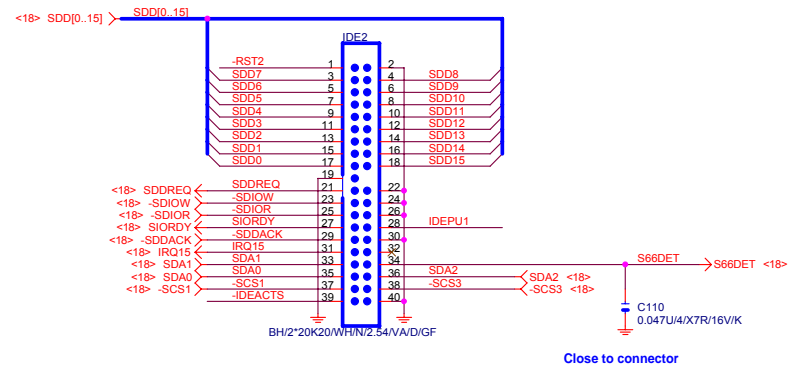 <18> SDD[0..15] SDD[0..15]
IDE2
-RST2 1 2
SDD7 3 4 SDD8
SDD6 5 6 SDD9
SDD5 7 8 SDD10
SDD4 9 10 SDD11
SDD3 11 12 SDD12
SDD2 13 14 SDD13
SDD1 15 16 SDD14
SDD0 17 18 SDD15
19
<18> SDDREQ SDDREQ 21 22
<18> -SDIOW -SDIOW 23 24
<18> -SDIOR -SDIOR 25 26
<18> SIORDY SIORDY 27 28 IDEPU1
<18> -SDDACK -SDDACK 29 30
<18> IRQ15 IRQ15 31 32
<18> SDA1 SDA1 33 34 S66DET S66DET <18>
<18> SDA0 SDA0 35 36 SDA2 SDA2 <18>
<18> -SCS1 -SCS1 37 38 -SCS3 -SCS3 <18>
-IDEACTS 39 40
C110
0.047U/4/X7R/16V/K
BH/2*20K20/WH/N/2.54/VA/D/GF
Close to connector